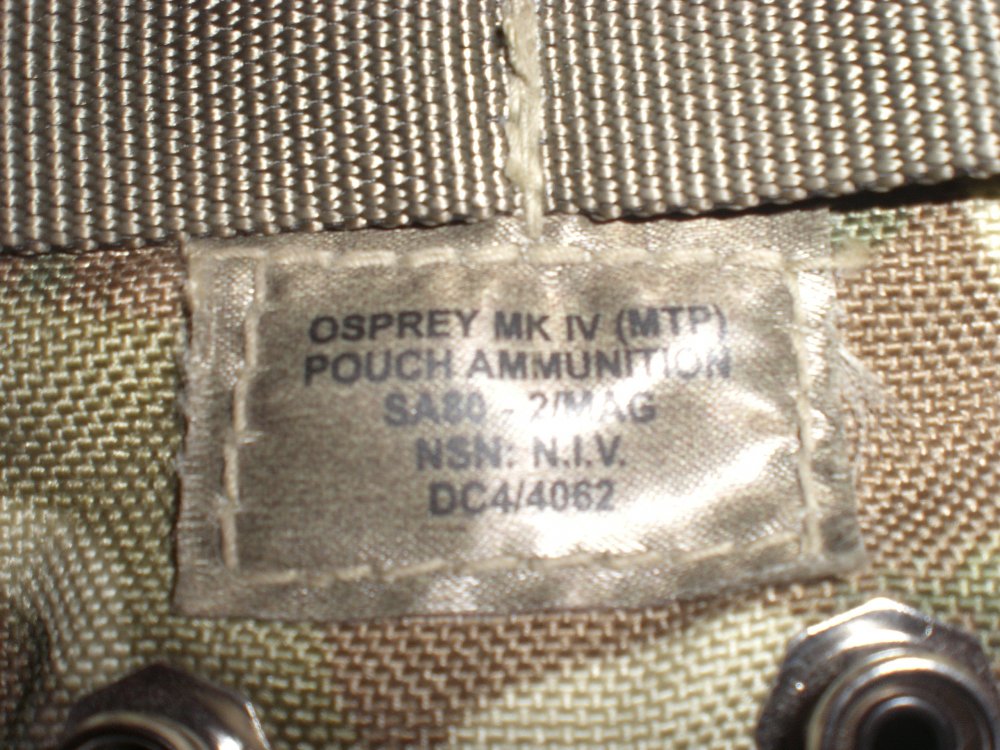 OSPREY MK IV (MTP)
POUCH AMMUNITION
SA80 - 2/MAG
NSN: N.I.V.
DC4/4062